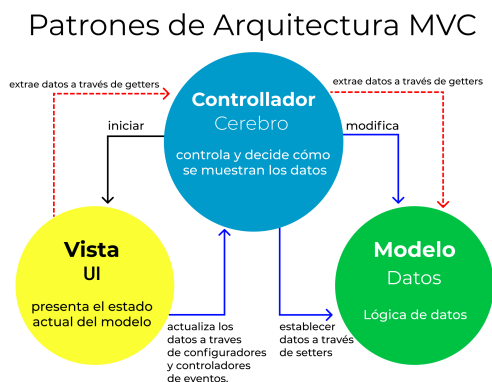 Patrones de Arquitectura MVC
extrae datos a través de getters
extrae datos a través de getters
Controllador
Cerebro
controla y decide cómo
se muestran los datos
iniciar
modifica
Vista
UI
presenta el estado
actual del modelo
Modelo
Datos
Lógica de datos
actualiza los
datos a traves
de configuradores
y controladores
de eventos.
establecer
datos a través
de setters